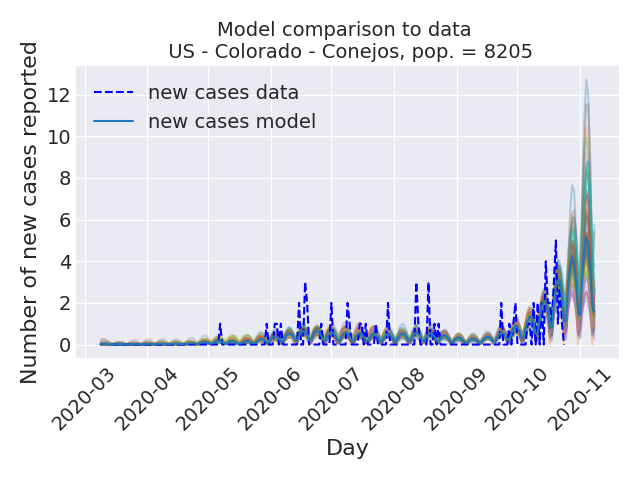 Model comparison to data
US - Colorado - Conejos, pop. = 8205
Number of new cases reported
12
10
8
6
4
2
0
new cases data
new cases model
2020-03
2020-04
2020-05
2020-06
2020-07
2020-08
2020-09
2020-10
2020-11
Day